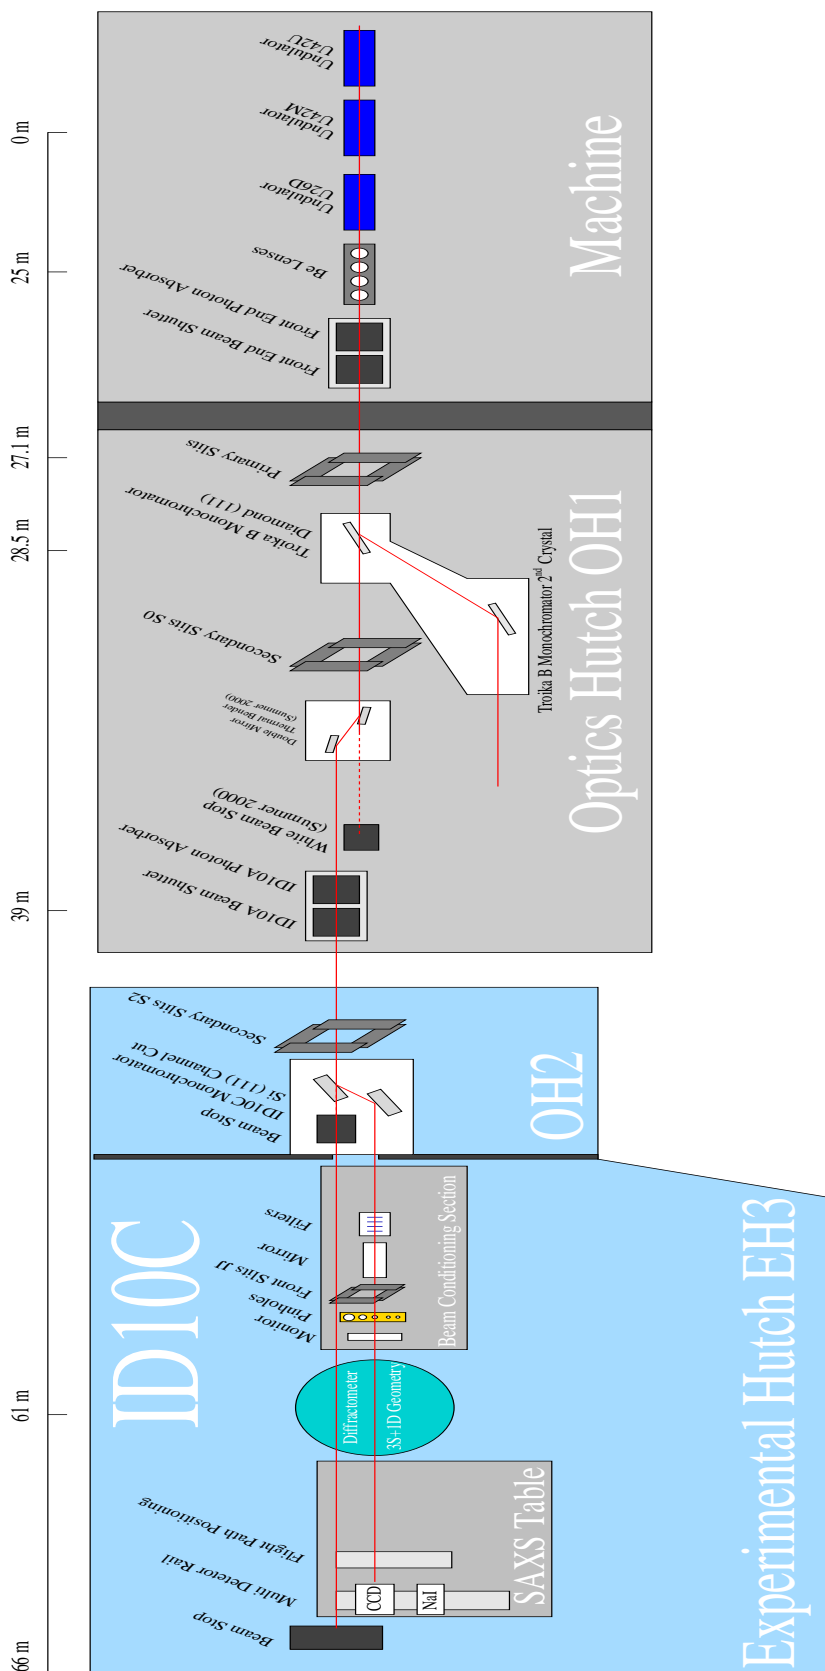 0 m
25 m
27.1 m
28.5 m
39 m
61 m
66 m
Undulator
U42U
Undulator
U42M
Undulator
U26D
Be Lenses
Front End Photon Absorber
Front End Beam Shutter
Machine
Primary Slits
Troika B Monochromator
Diamond (111)
Troika B Monochromator 2nd Crystal
Secondary Slits S0
Double Mirror
Thermal Bender
(Summer 2000)
White Beam Stop
(Summer 2000)
ID10A Photon Absorber
ID10A Beam Shutter
Optics Hutch OH1
Secondary Slits S2
ID10C Monochromator
Si (111) Channel Cut
Beam Stop
OH2
ID10C
Filters
Mirror
Front Slits JJ
Pinholes
Monitor
Beam Conditioning Section
Diffractometer
3S+1D Geometry
Flight Path Positioning
Multi Detetor Rail
CCD
NaI
SAXS Table
Beam Stop
Experimental Hutch EH3